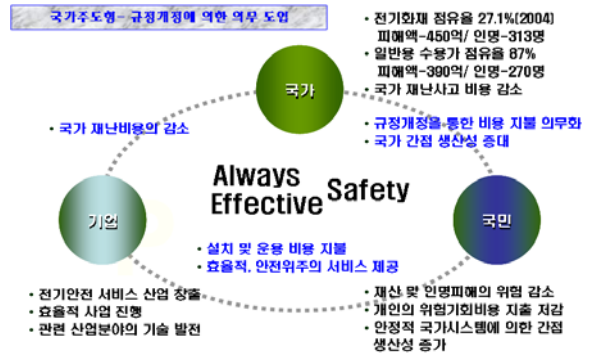 국가주도형- 규정개정에 의한 의무 도입
• 전기화재 점유율 27.1%(2004)
피해액-450억/ 인명-313명
• 일반용 수용가 점유율 87%
피해액-390억/ 인명-270명
• 국가 재난사고 비용 감소
국가
• 국가 재난비용의 감소
• 규정개정을 통한 비용 지불 의무화
• 국가 간접 생산성 증대
Always
Effective Safety
기업
국민
• 설치 및 운용 비용 지불
• 효율적, 안전위주의 서비스 제공
• 전기안전 서비스 산업 창출
• 효율적 사업 진행
• 관련 산업분야의 기술 발전
• 재산 및 인명피해의 위험 감소
• 개인의 위험기회비용 지출 저감
• 안정적 국가시스템에 의한 간접
생산성 증가